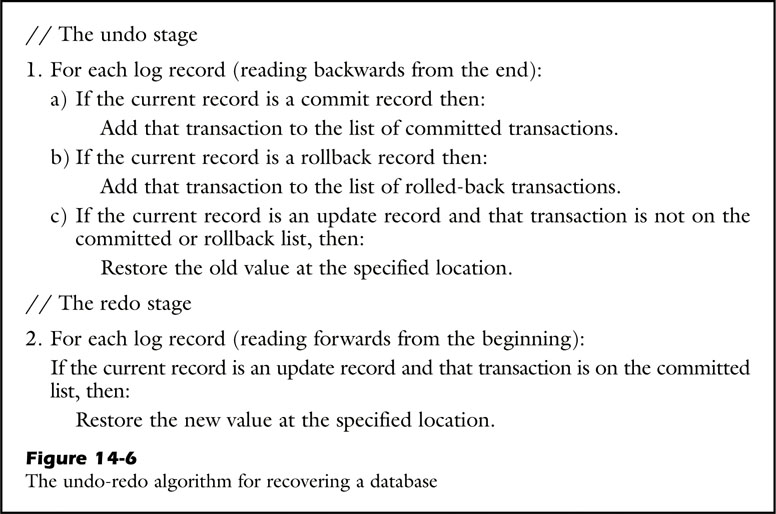 // The undo stage
1. For each log record (reading backwards from the end):
a) If the current record is a commit record then:
Add that transaction to the list of committed transactions.
b) If the current record is a rollback record then:
Add that transaction to the list of rolled-back transactions.
c) If the current record is an update record and that transaction is not on the
committed or rollback list, then:
Restore the old value at the specified location.
// The redo stage
2. For each log record (reading forwards from the beginning):
If the current record is an update record and that transaction is on the committed
list, then:
Restore the new value at the specified location.
Figure 14-6
The undo-redo algorithm for recovering a database